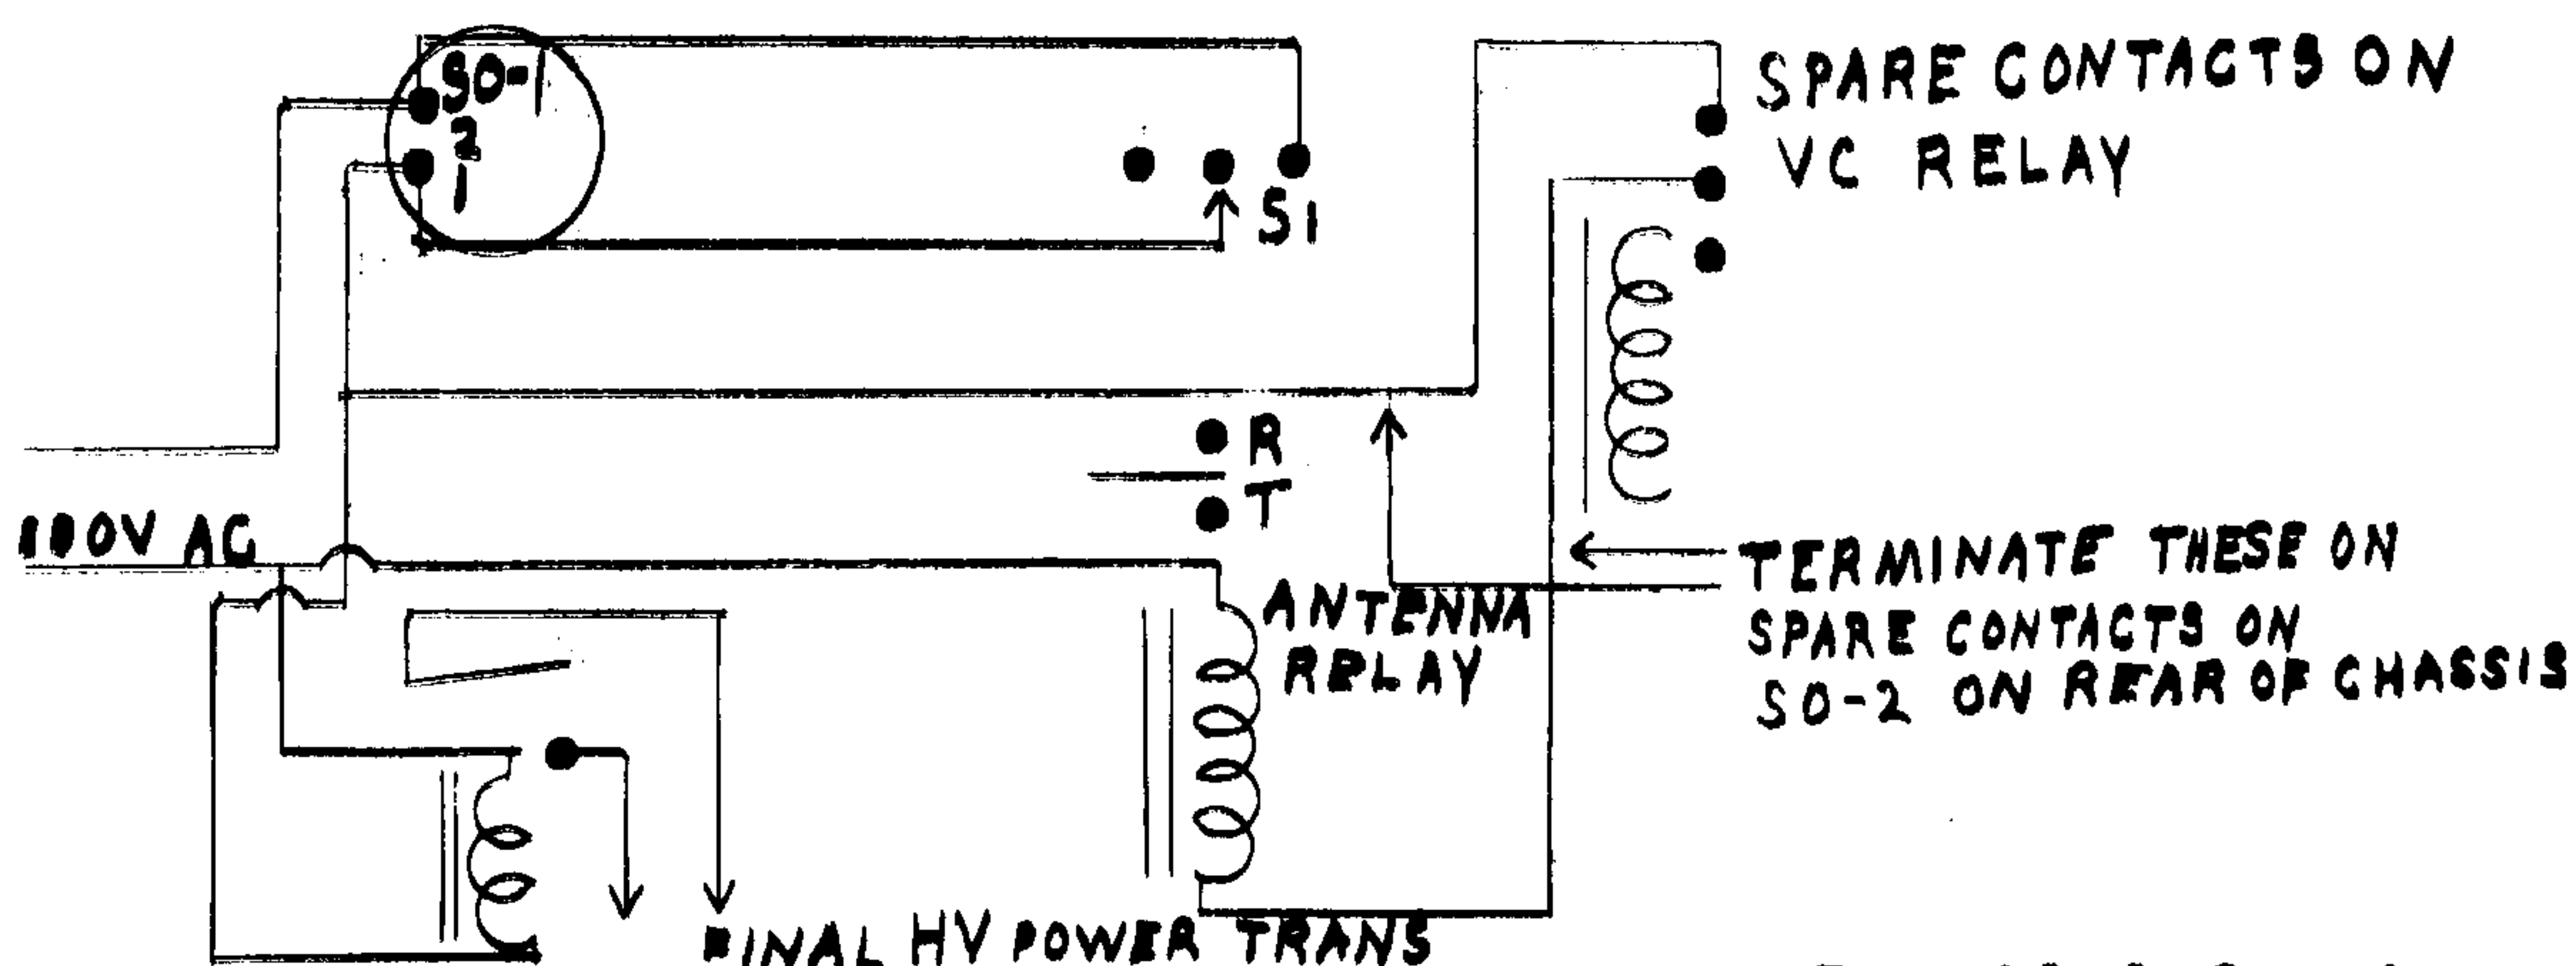 SO-1
2
1
S1
SPARE CONTACTS ON
VC RELAY
R
T
V AC
ANTENNA
RELAY
TERMINATE THESE ON
SPARE CONTACTS ON
SO-2 ON REAR OF CHASSIS
FINAL HV POWER TRANS